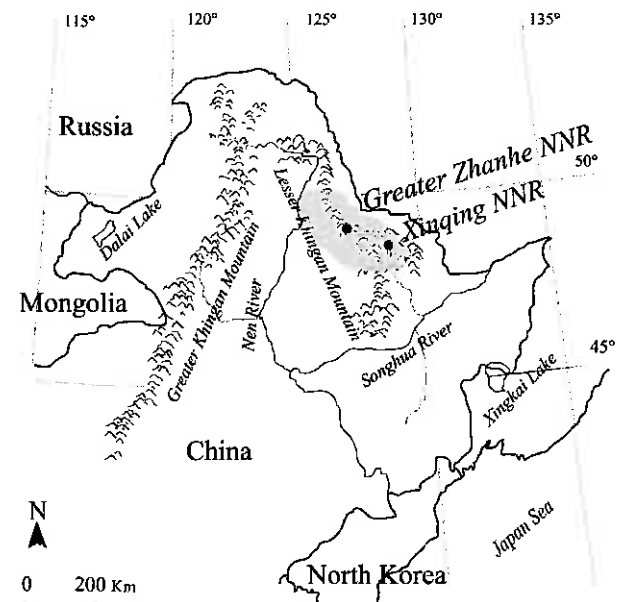 115°
120°
125°
130°
135°
Russia
Greater Zhanhe NNR
50°
Xinqing NNR
Lesser Khingan Mountain
Dalai Lake
Mongolia
Greater Khingan Mountain
Nen River
Songhua River
45°
Xingkai Lake
China
Japan Sea
N
North Korea
0 200 Km